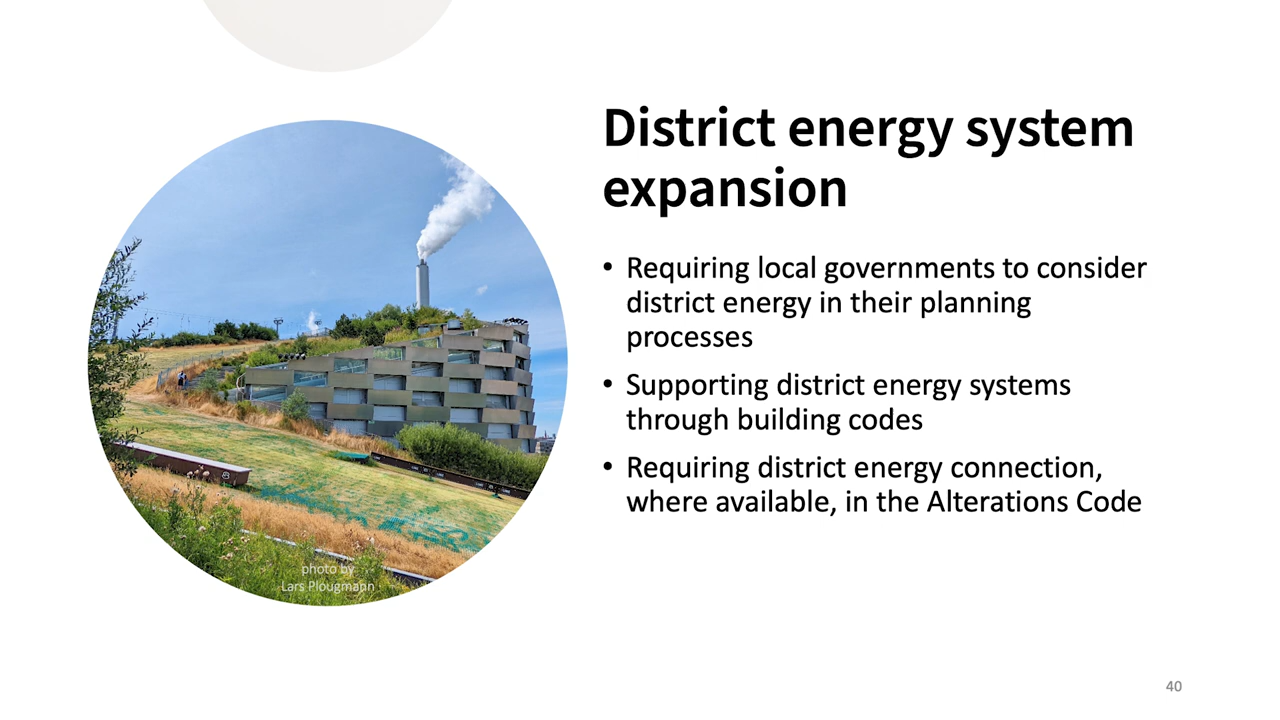 District energy system
expansion
• Requiring local governments to consider
district energy in their planning
processes
• Supporting district energy systems
through building codes
• Requiring district energy connection,
where available, in the Alterations Code
photo by
Lars Plougmann
40